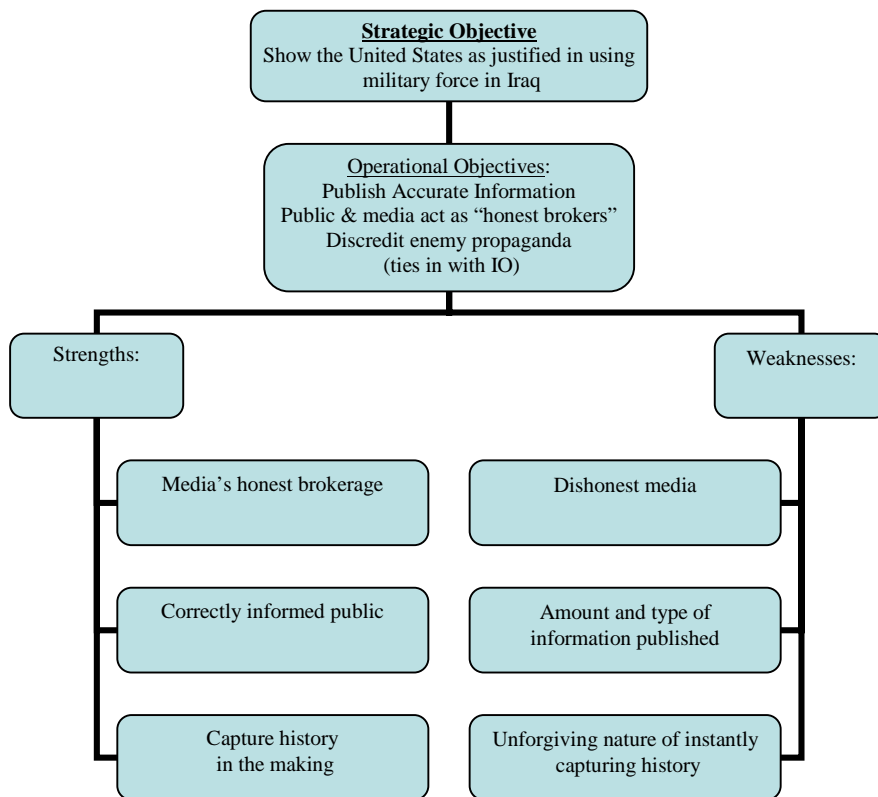 Strategic Objective
Show the United States as justified in using
military force in Iraq
Operational Objectives:
Publish Accurate Information
Public & media act as “honest brokers”
Discredit enemy propaganda
(ties in with IO)
Strengths:
Weaknesses:
Media’s honest brokerage
Dishonest media
Correctly informed public
Amount and type of
information published
Capture history
in the making
Unforgiving nature of instantly
capturing history